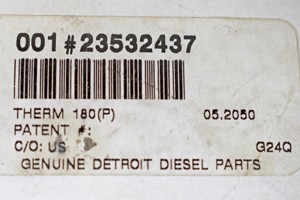 001#23532437
THERM 180(P) 05.2050
PATENT #:
C/O: US G24Q
GENUINE DETROIT DIESEL PARTS